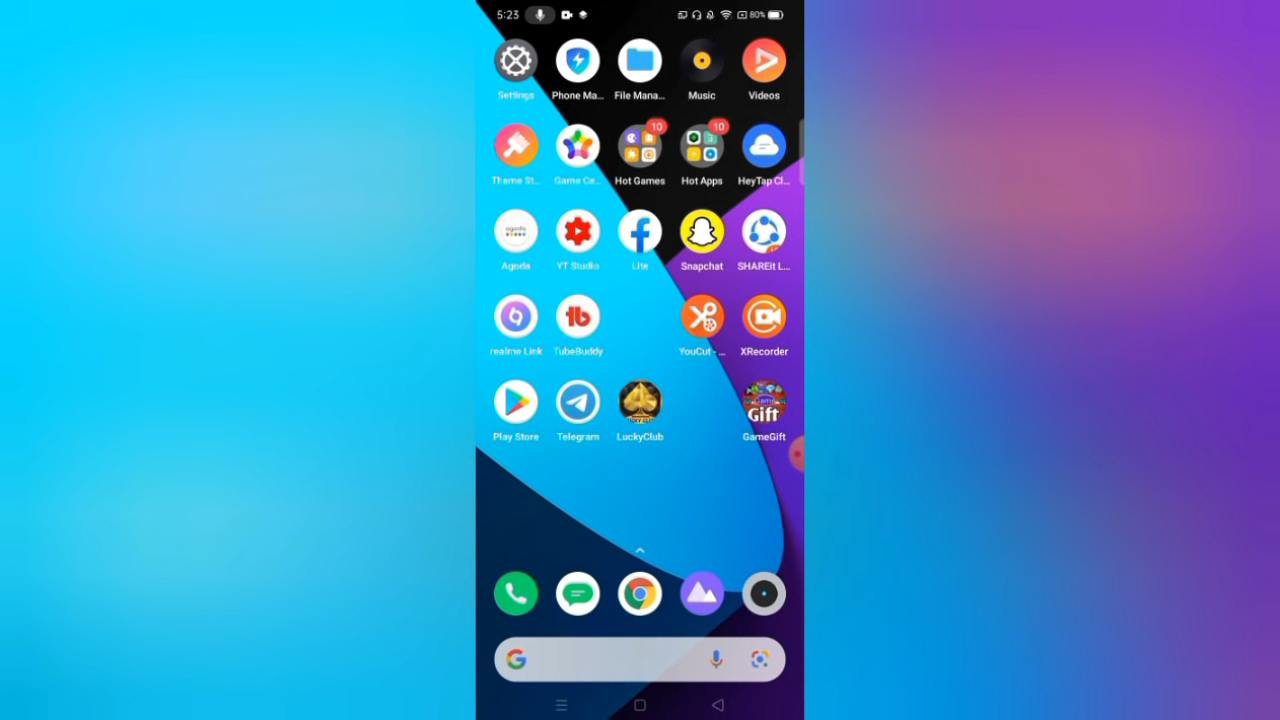 5:23
80%
Settings
Phone Ma...
File Mana...
Music
Videos
10
10
Theme St...
Game Ce...
Hot Games
Hot Apps
HeyTap Cl...
agoda
Agoda
YT Studio
Lite
Snapchat
SHAREit L...
realme Link
TubeBuddy
YouCut - ...
XRecorder
Gift
Play Store
Telegram
LuckyClub
GameGift